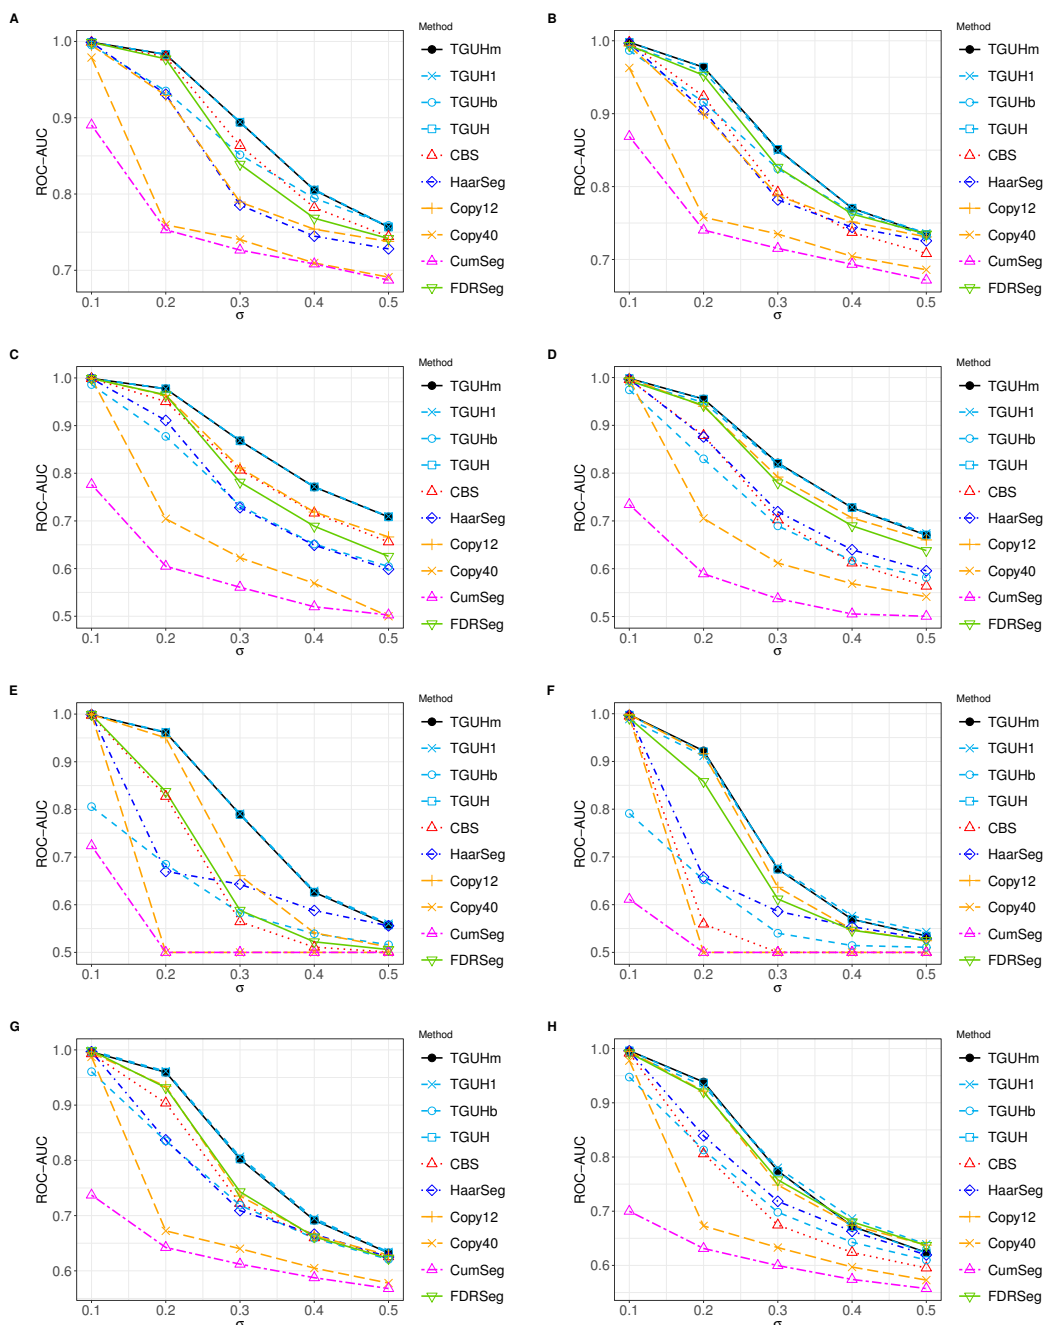 A
Method
1.0
0.9
0.8
0.7
ROC−AUC
0.1 0.2 0.3 0.4 0.5
σ
TGUHm
TGUH1
TGUHb
TGUH
CBS
HaarSeg
Copy12
Copy40
CumSeg
FDRSeg
B
Method
1.0
0.9
0.8
0.7
ROC−AUC
0.1 0.2 0.3 0.4 0.5
σ
TGUHm
TGUH1
TGUHb
TGUH
CBS
HaarSeg
Copy12
Copy40
CumSeg
FDRSeg
C
Method
1.0
0.9
0.8
0.7
0.6
0.5
ROC−AUC
0.1 0.2 0.3 0.4 0.5
σ
TGUHm
TGUH1
TGUHb
TGUH
CBS
HaarSeg
Copy12
Copy40
CumSeg
FDRSeg
D
Method
1.0
0.9
0.8
0.7
0.6
0.5
ROC−AUC
0.1 0.2 0.3 0.4 0.5
σ
TGUHm
TGUH1
TGUHb
TGUH
CBS
HaarSeg
Copy12
Copy40
CumSeg
FDRSeg
E
Method
1.0
0.9
0.8
0.7
0.6
0.5
ROC−AUC
0.1 0.2 0.3 0.4 0.5
σ
TGUHm
TGUH1
TGUHb
TGUH
CBS
HaarSeg
Copy12
Copy40
CumSeg
FDRSeg
F
Method
1.0
0.9
0.8
0.7
0.6
0.5
ROC−AUC
0.1 0.2 0.3 0.4 0.5
σ
TGUHm
TGUH1
TGUHb
TGUH
CBS
HaarSeg
Copy12
Copy40
CumSeg
FDRSeg
G
Method
1.0
0.9
0.8
0.7
0.6
ROC−AUC
0.1 0.2 0.3 0.4 0.5
σ
TGUHm
TGUH1
TGUHb
TGUH
CBS
HaarSeg
Copy12
Copy40
CumSeg
FDRSeg
H
Method
1.0
0.9
0.8
0.7
0.6
ROC−AUC
0.1 0.2 0.3 0.4 0.5
σ
TGUHm
TGUH1
TGUHb
TGUH
CBS
HaarSeg
Copy12
Copy40
CumSeg
FDRSeg